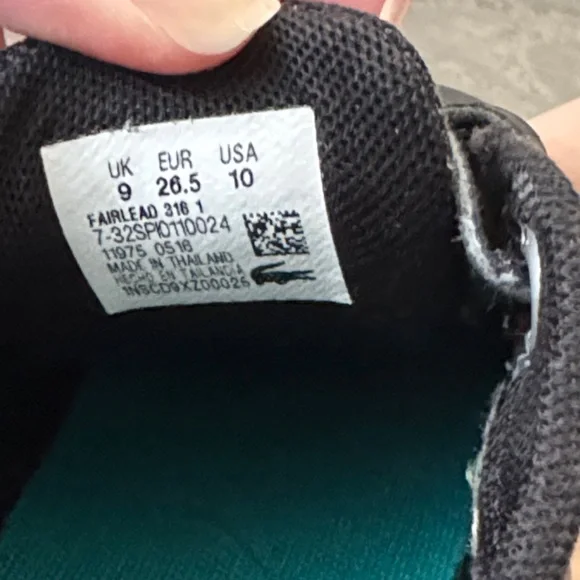 UK EUR USA
9 26.5 10
FAIRLEAD 316 1
7-32SPI0110024
11975 0516
MADE IN THAILAND
HECHO EN TAILANDIA